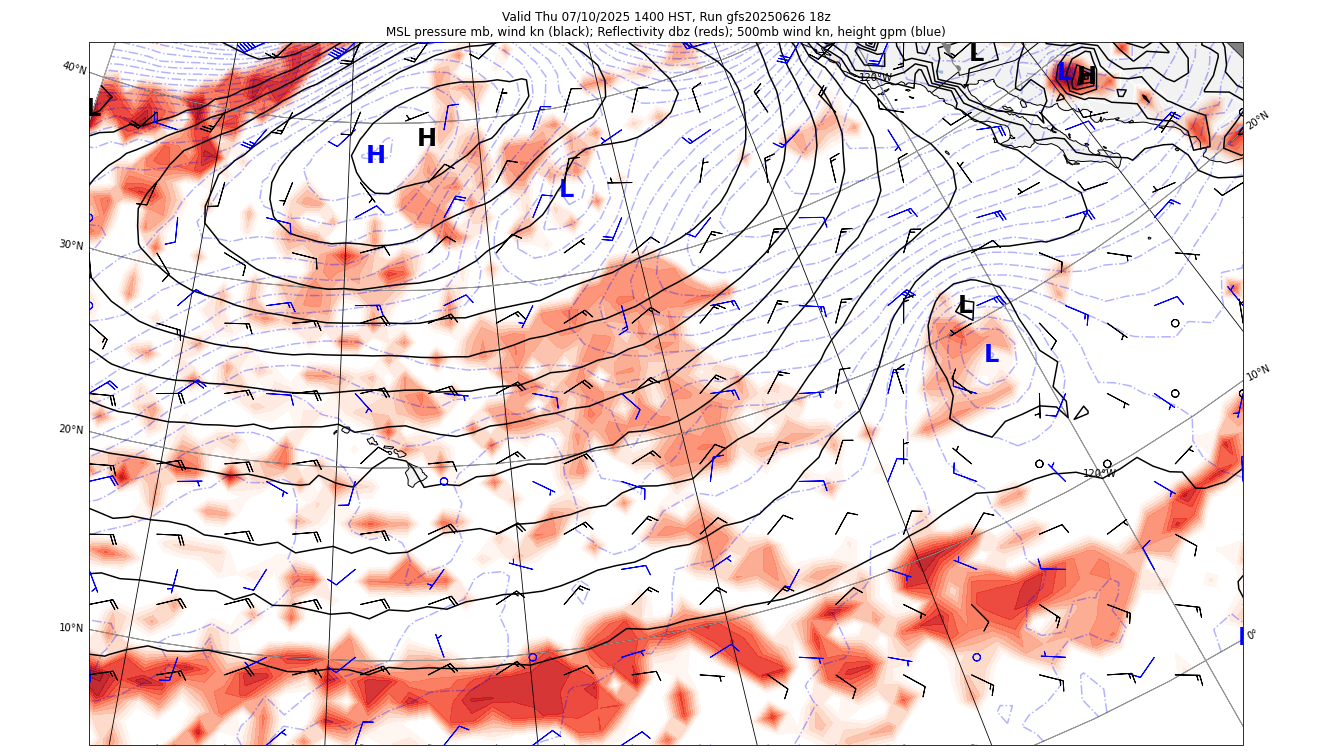 Valid Thu 07/10/2025 1400 HST, Run gfs20250626 18z
MSL pressure mb, wind kn (black); Reflectivity dbz (reds); 500mb wind kn, height gpm (blue)
L
40°N
120°W
L H
L
20°N
H
H
L
30°N
L
L
10°N
20°N
120°W
10°N
0°